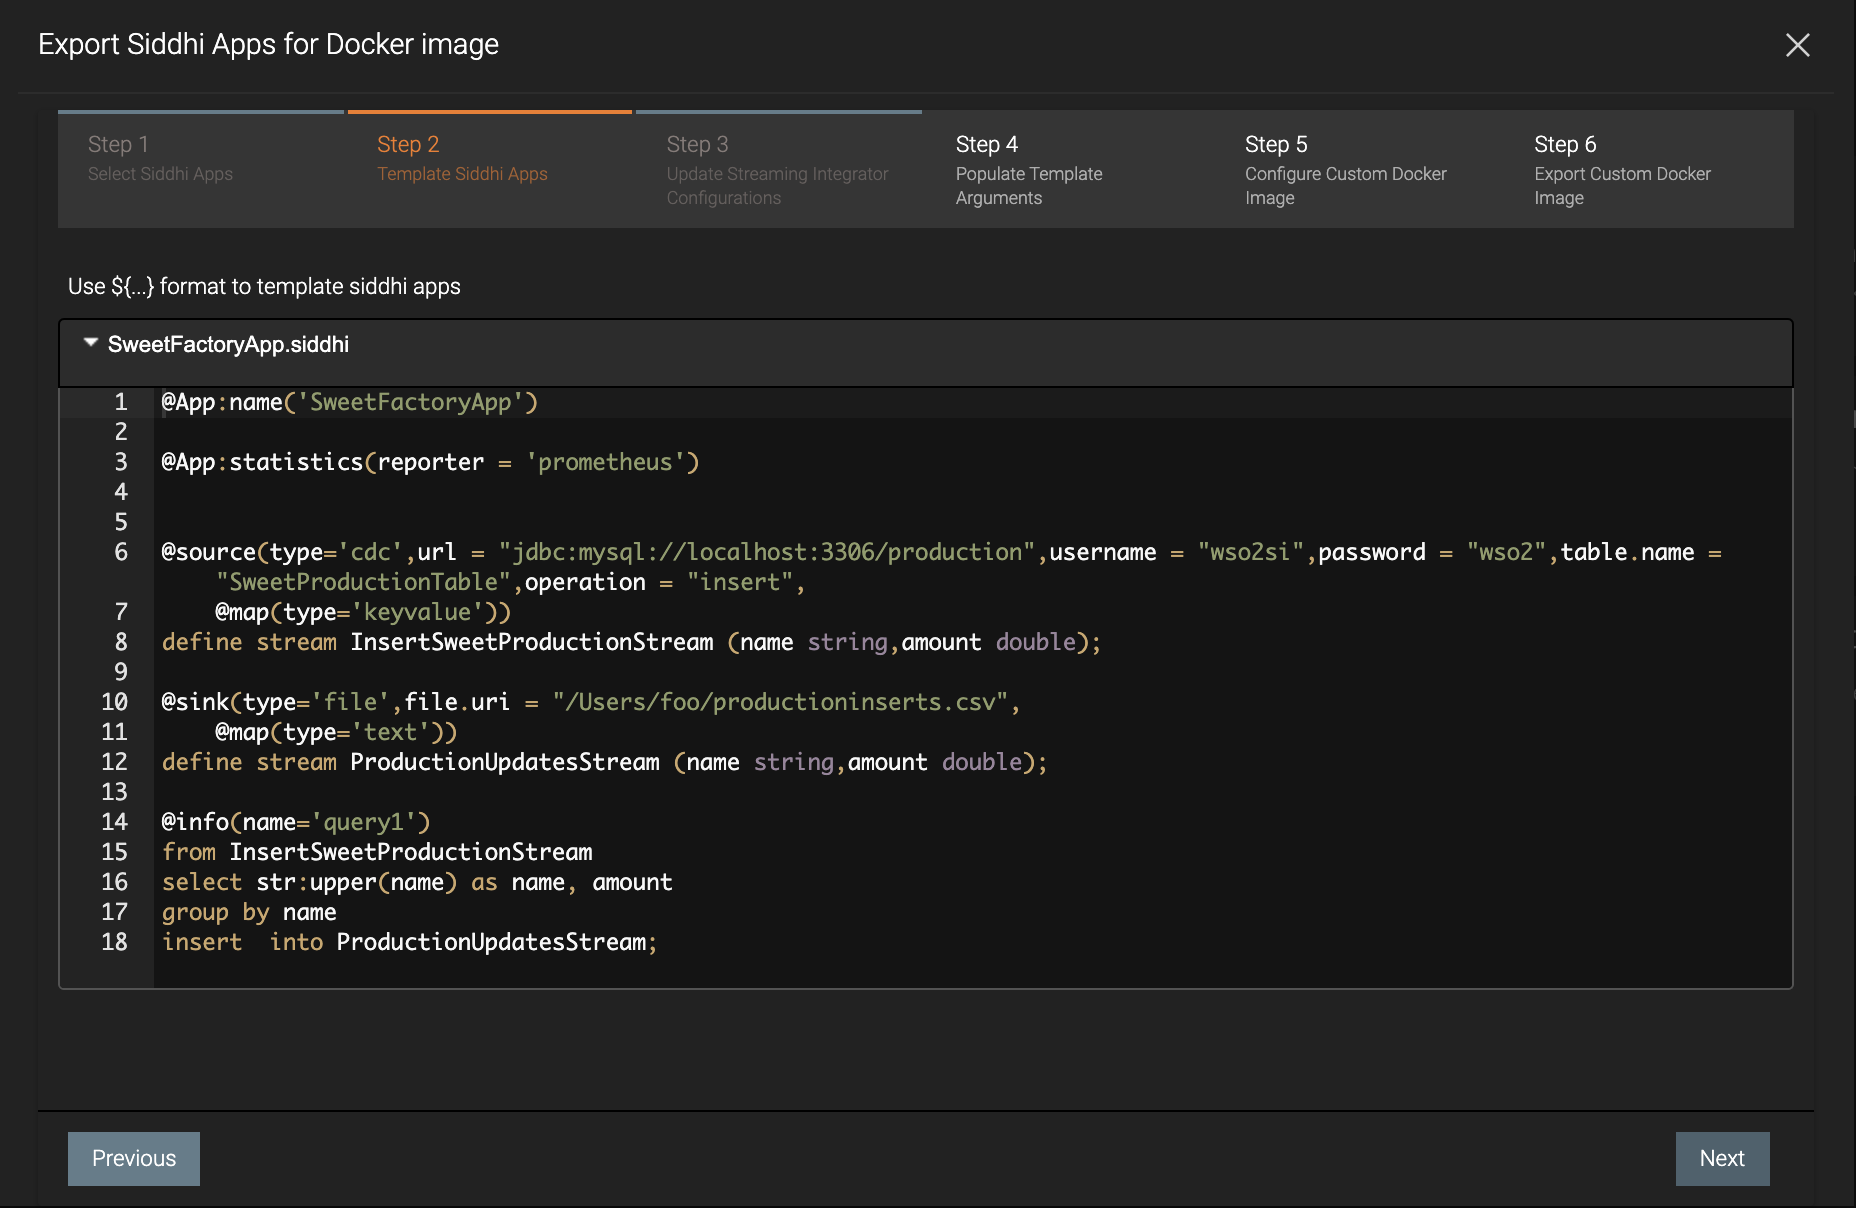 Export Siddhi Apps for Docker image
Step 1
Select Siddhi Apps
Step 2
Template Siddhi Apps
Step 3
Update Streaming Integrator
Configurations
Step 4
Populate Template
Arguments
Step 5
Configure Custom Docker
Image
Step 6
Export Custom Docker
Image
Use ${...} format to template siddhi apps
SweetFactoryApp.siddhi
1 @App:name('SweetFactoryApp')
2
3 @App:statistics(reporter = 'prometheus')
4
5
6 @source(type='cdc',url = "jdbc:mysql://localhost:3306/production",username = "wso2si",password = "wso2",table.name =
"SweetProductionTable",operation = "insert",
7 @map(type='keyvalue'))
8 define stream InsertSweetProductionStream (name string,amount double);
9
10 @sink(type='file',file.uri = "/Users/foo/productioninserts.csv",
11 @map(type='text'))
12 define stream ProductionUpdatesStream (name string,amount double);
13
14 @info(name='query1')
15 from InsertSweetProductionStream
16 select str:upper(name) as name, amount
17 group by name
18 insert  into ProductionUpdatesStream;
Previous
Next